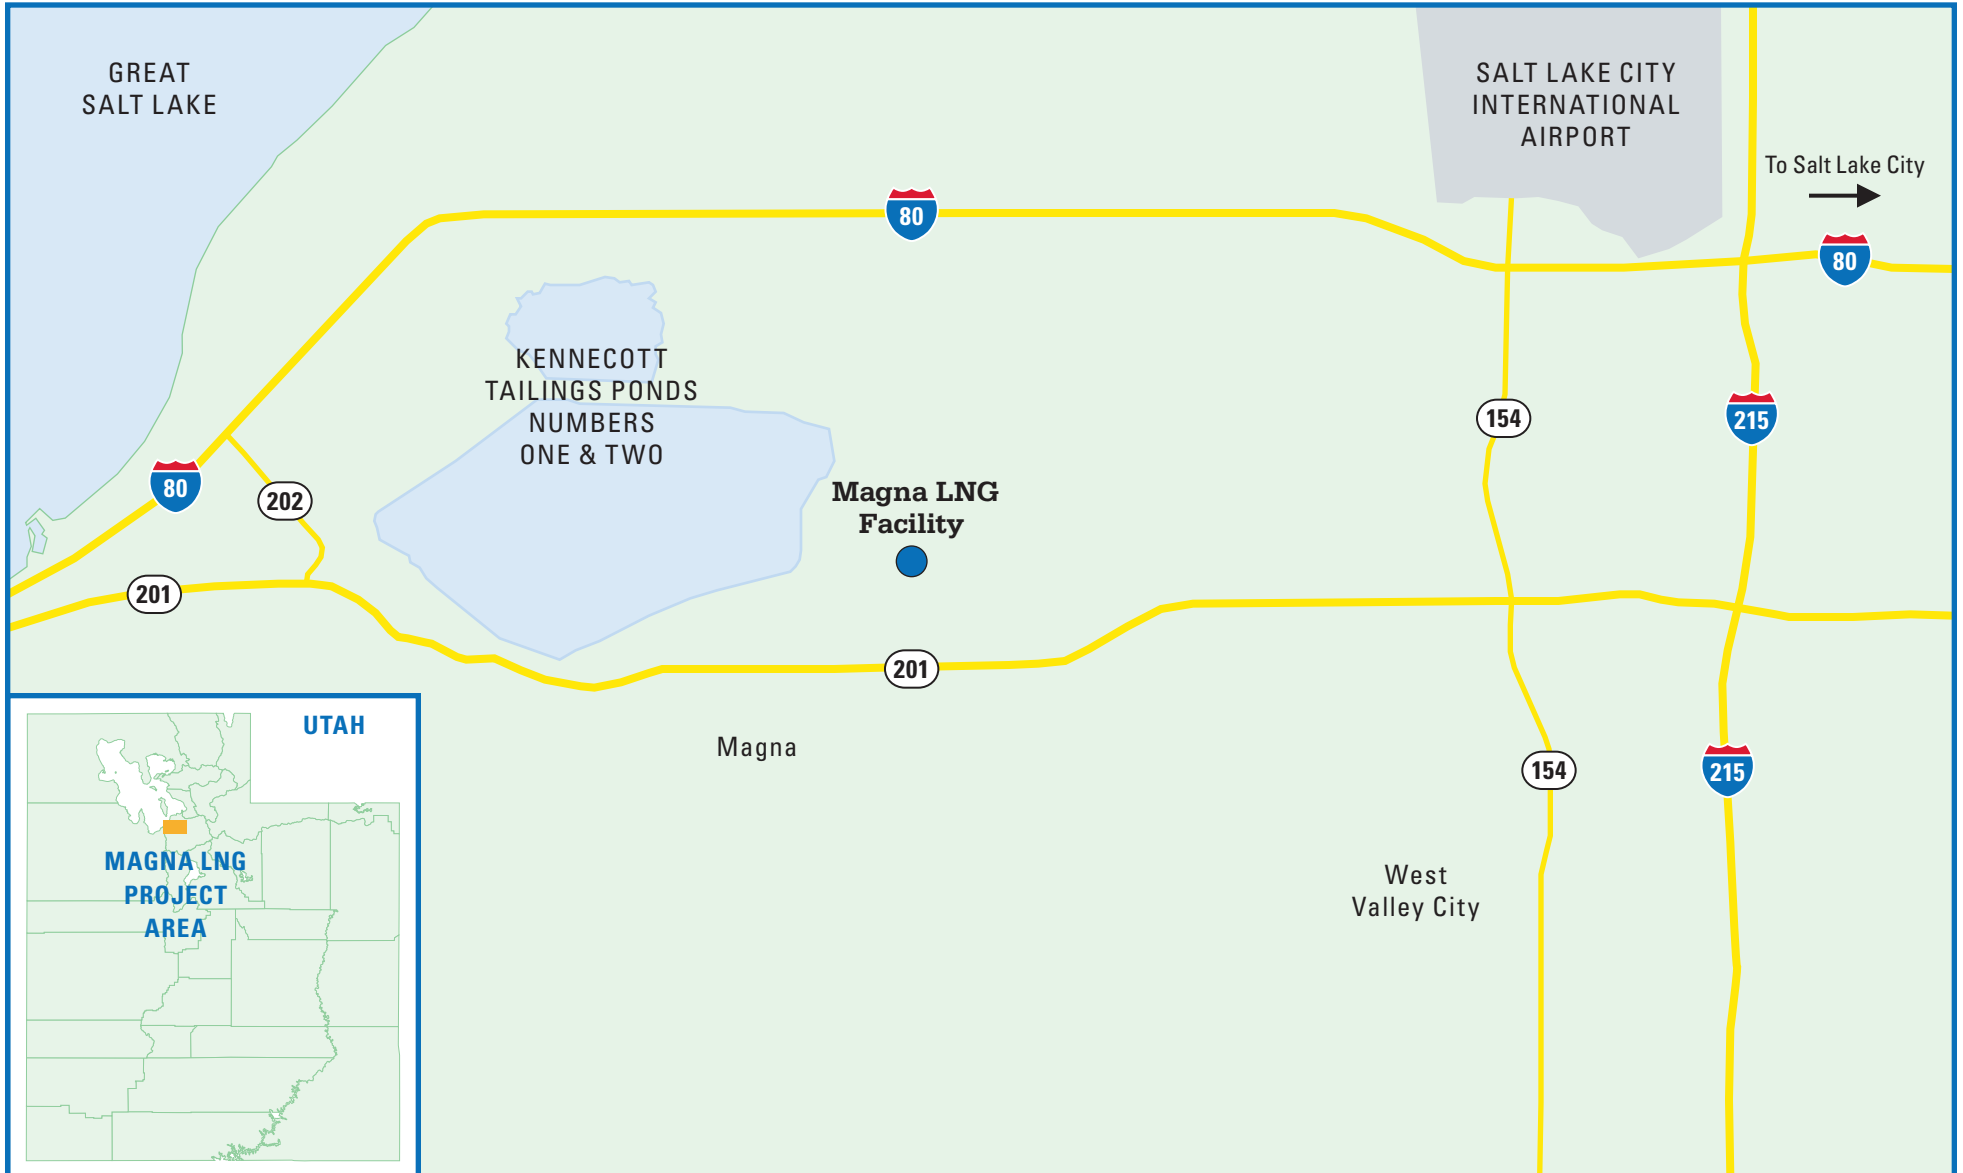 GREAT
SALT LAKE
SALT LAKE CITY
INTERNATIONAL
AIRPORT
To Salt Lake City
80
80
KENNECOTT
TAILINGS PONDS
NUMBERS
ONE & TWO
154
215
80
202
Magna LNG
Facility
201
201
Magna
154
215
West
Valley City
UTAH
MAGNA LNG
PROJECT
AREA